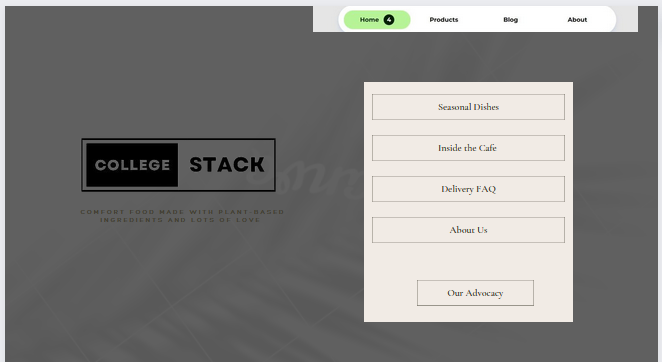 Home 4 Products Blog About
COLLEGE STACK
COMFORT FOOD MADE WITH PLANT-BASED
INGREDIENTS AND LOTS OF LOVE
Seasonal Dishes
Inside the Cafe
Delivery FAQ
About Us
Our Advocacy